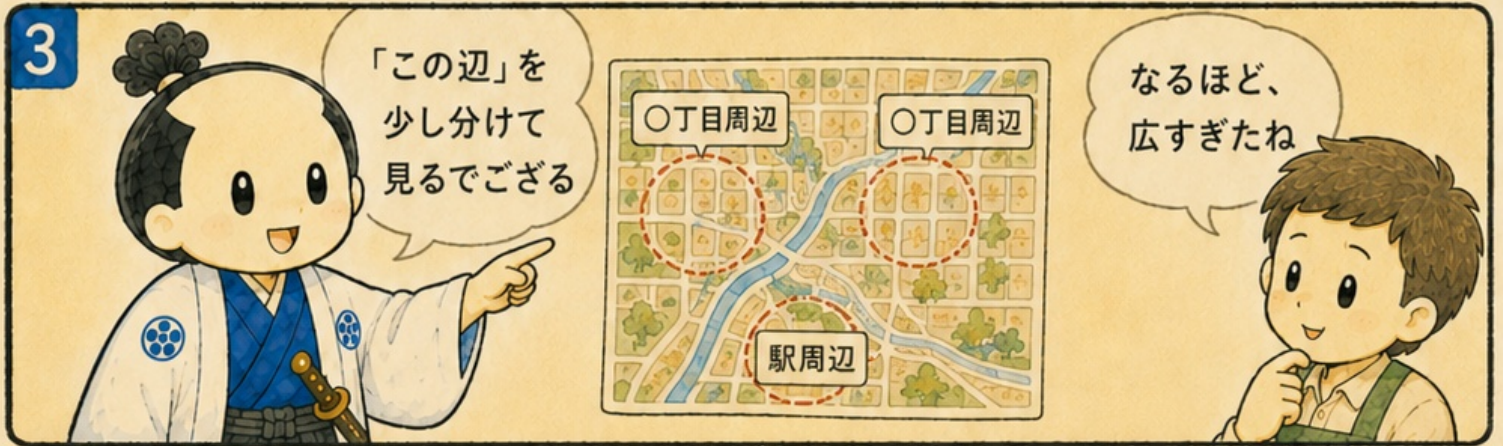 3
「この辺」を
少し分けて
見るでござる
〇丁目周辺
〇丁目周辺
駅周辺
なるほど、
広すぎたね